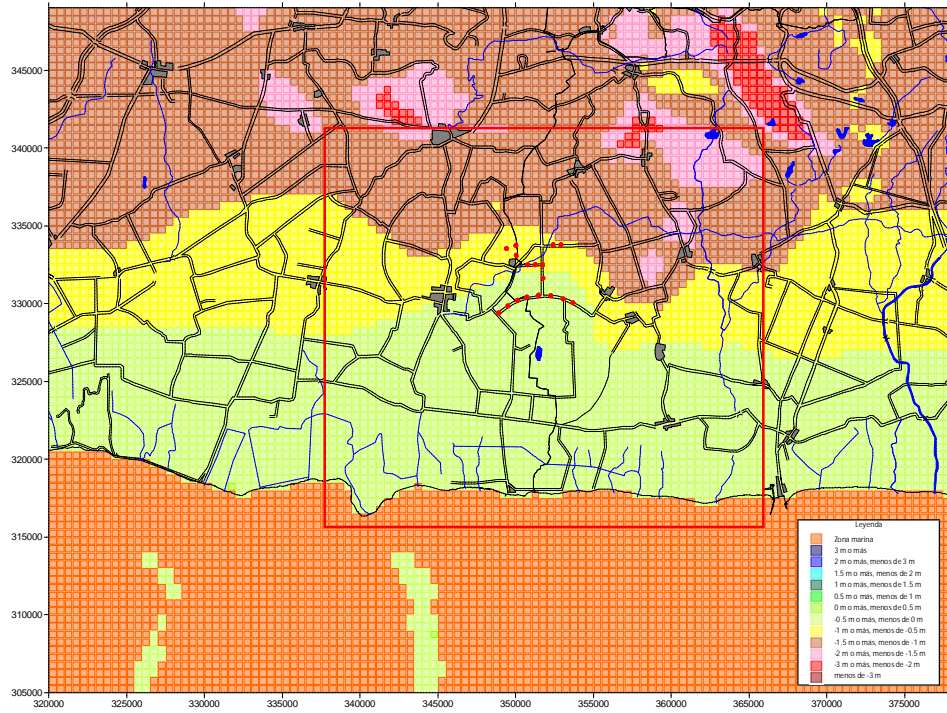 345000
340000
335000
330000
325000
320000
315000
310000
305000
320000
325000
330000
335000
340000
345000
350000
355000
360000
365000
370000
375000
Leyenda
Zona marina
3 m o más
2 m o más, menos de 3 m
1.5 m o más, menos de 2 m
1 m o más, menos de 1.5 m
0.5 m o más, menos de 1 m
0 m o más, menos de 0.5 m
-0.5 m o más, menos de 0 m
-1 m o más, menos de -0.5 m
-1.5 m o más, menos de -1 m
-2 m o más, menos de -1.5 m
-3 m o más, menos de -2 m
menos de -3 m